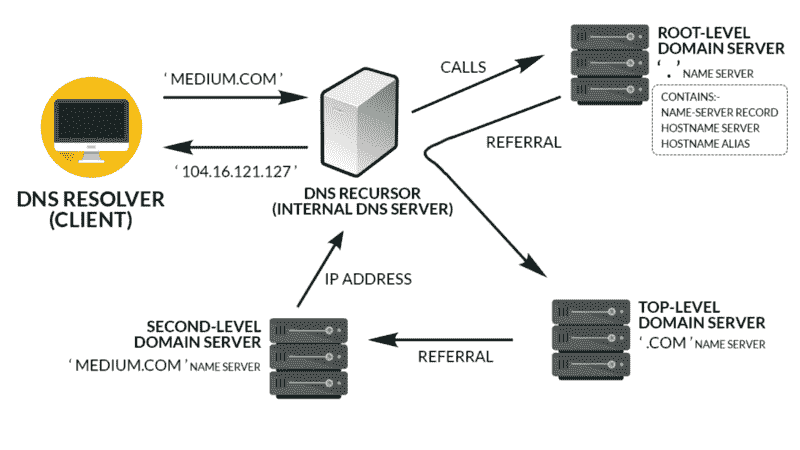 ' MEDIUM.COM '
' 104.16.121.127'
DNS RESOLVER
(CLIENT)
DNS RECURSOR
(INTERNAL DNS SERVER)
CALLS
REFERRAL
ROOT-LEVEL
DOMAIN SERVER
' . ' NAME SERVER
CONTAINS:-
NAME-SERVER RECORD
HOSTNAME SERVER
HOSTNAME ALIAS
IP ADDRESS
SECOND-LEVEL
DOMAIN SERVER
' MEDIUM.COM ' NAME SERVER
REFERRAL
TOP-LEVEL
DOMAIN SERVER
' .COM ' NAME SERVER